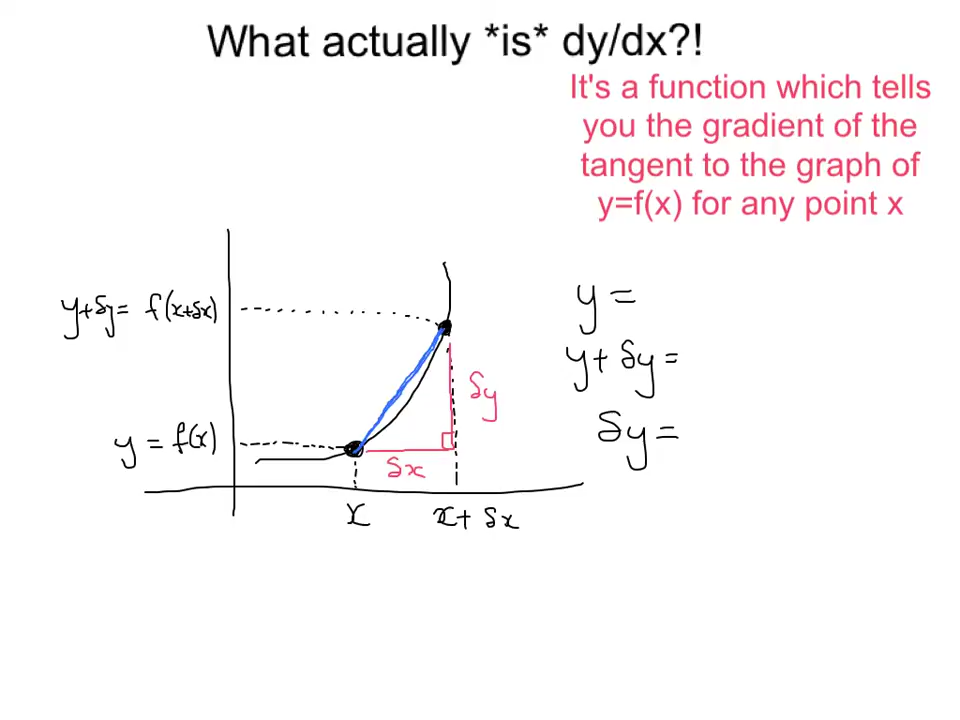 What actually *is* dy/dx?!
It's a function which tells
you the gradient of the
tangent to the graph of
y=f(x) for any point x
y+δy= f(x+δx)
y =
y+ δy =
δy
δy =
y = f(x)
δx
x
x+ δx